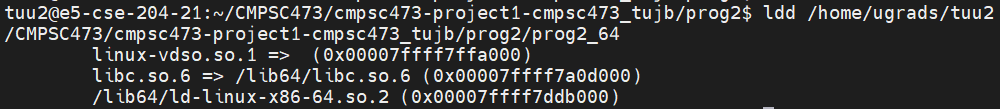 tuu2@e5-cse-204-21:~/CMPSC473/cmpsc473-project1-cmpsc473_tujb/prog2$ ldd /home/ugrads/tuu2
/CMPSC473/cmpsc473-project1-cmpsc473_tujb/prog2/prog2_64
        linux-vdso.so.1 =>  (0x00007ffff7ffa000)
        libc.so.6 => /lib64/libc.so.6 (0x00007ffff7a0d000)
        /lib64/ld-linux-x86-64.so.2 (0x00007ffff7ddb000)